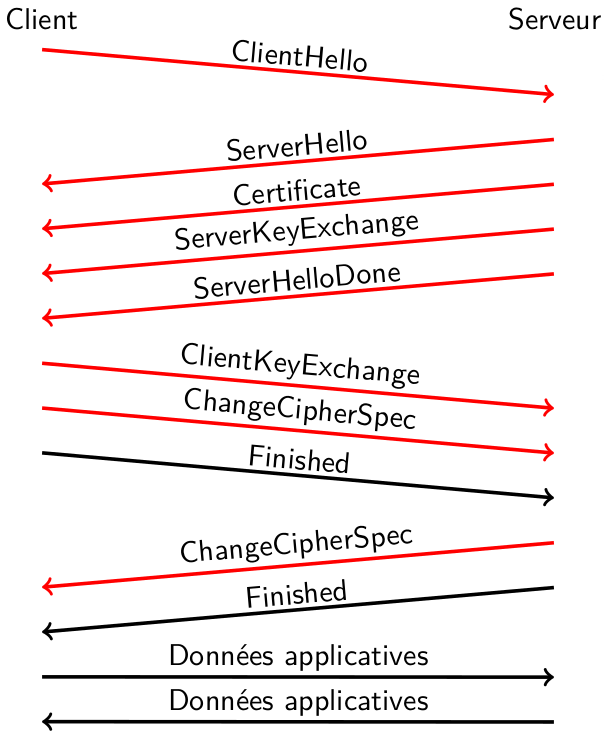 Client
Serveur
ClientHello
ServerHello
Certificate
ServerKeyExchange
ServerHelloDone
ClientKeyExchange
ChangeCipherSpec
Finished
ChangeCipherSpec
Finished
Données applicatives
Données applicatives